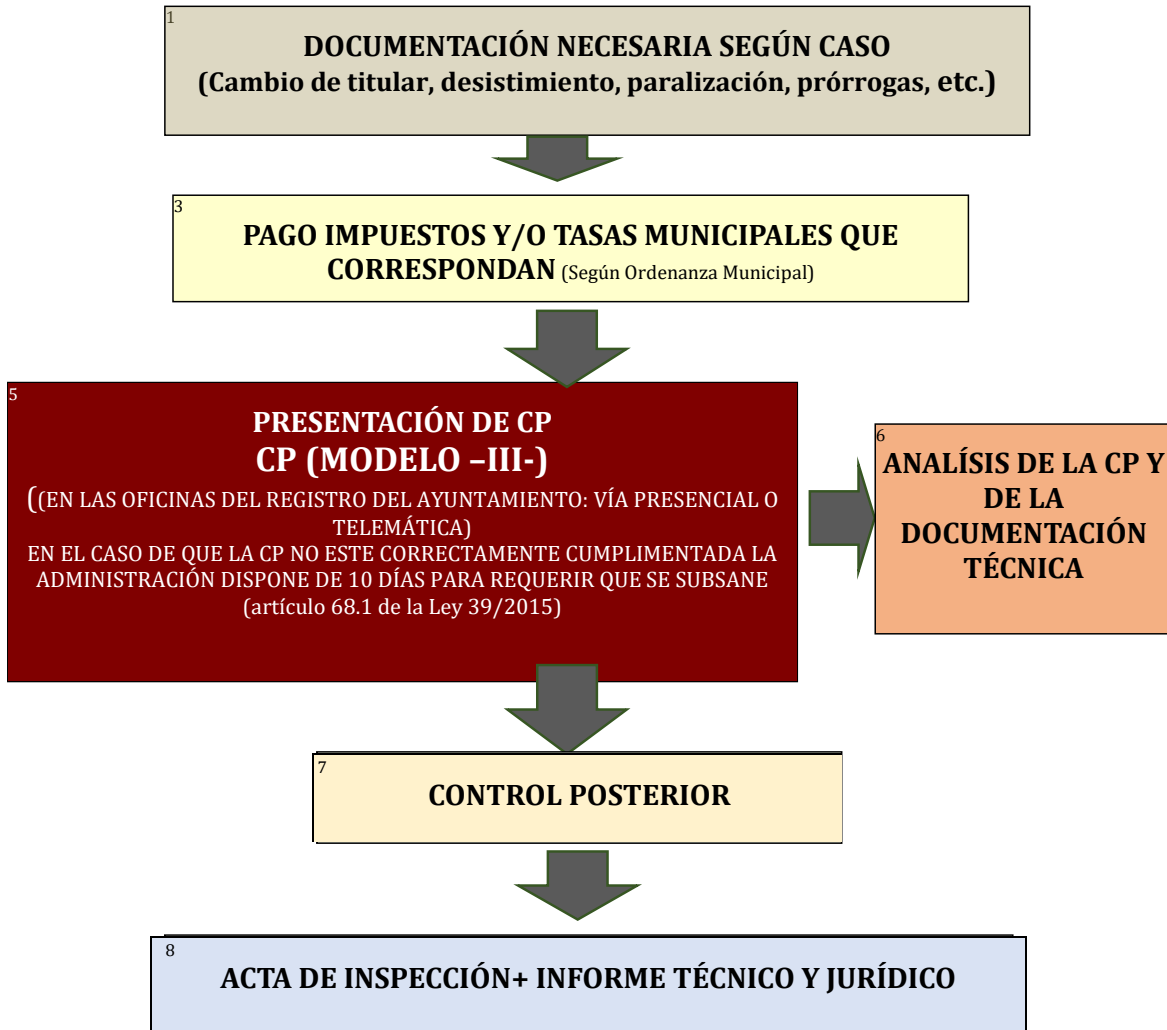 1
DOCUMENTACIÓN NECESARIA SEGÚN CASO
(Cambio de titular, desistimiento, paralización, prórrogas, etc.)
3
PAGO IMPUESTOS Y/O TASAS MUNICIPALES QUE
CORRESPONDAN (Según Ordenanza Municipal)
5
PRESENTACIÓN DE CP
CP (MODELO –III-)
((EN LAS OFICINAS DEL REGISTRO DEL AYUNTAMIENTO: VÍA PRESENCIAL O
TELEMÁTICA)
EN EL CASO DE QUE LA CP NO ESTE CORRECTAMENTE CUMPLIMENTADA LA
ADMINISTRACIÓN DISPONE DE 10 DÍAS PARA REQUERIR QUE SE SUBSANE
(artículo 68.1 de la Ley 39/2015)
6
ANALÍSIS DE LA CP Y
DE LA
DOCUMENTACIÓN
TÉCNICA
7
CONTROL POSTERIOR
8
ACTA DE INSPECCIÓN+ INFORME TÉCNICO Y JURÍDICO